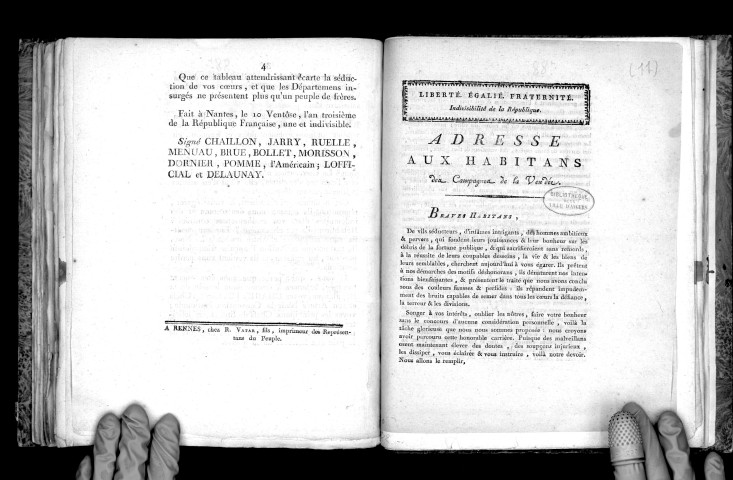 4
Que ce tableau attendrissant écarte la séduc-
tion de vos cœurs, et que les Départemens in-
surgés ne présentent plus qu'un peuple de frères.
Fait à Nantes, le 10 Ventôse, l'an troisième
de la République Française, une et indivisible.
Signé CHAILLON, JARRY, RUELLE,
MENUAU, BRUE, BOLLET, MORISSON,
DORNIER, POMME, l'Américain; LOFFI-
CIAL et DELAUNAY.
A RENNES, chez R. VATAR, fils, imprimeur des Représen-
tans du Peuple.
(11)
LIBERTÉ. ÉGALIÉ. FRATERNITÉ.
Indivisibilité de la République.
ADRESSE
AUX HABITANS
des Campagnes de la Vendée.
BIBLIOTHÈQUE
BRAVES HABITANS,
De vils séducteurs, d'infâmes intrigants, des hommes ambitieux
& pervers, qui fondent leurs jouissances & leur bonheur sur les
débris de la fortune publique, & qui sacrifieroient sans remords,
à la réussite de leurs coupables desseins, la vie & les biens de
leurs semblables, cherchent aujourd'hui à vous égarer. Ils prêtent
à nos démarches des motifs déshonorans, ils dénaturent nos inten-
tions bienfaisantes, & présentent le traité que nous avons conclu
sous des couleurs fausses & perfides : ils répandent impudem-
ment des bruits capables de semer dans tous les cœurs la défiance,
la terreur & les divisions.
Songer à vos intérêts, oublier les nôtres, faire votre bonheur
sans le concours d'aucune considération personnelle, voilà la
tâche glorieuse que nous nous sommes proposée : nous croyons
avoir parcouru cette honorable carrière. Puisque des malveillans
osent maintenant élever des doutes, des soupçons injurieux,
les dissiper, vous éclairer & vous instruire, voilà notre devoir.
Nous allons le remplir,